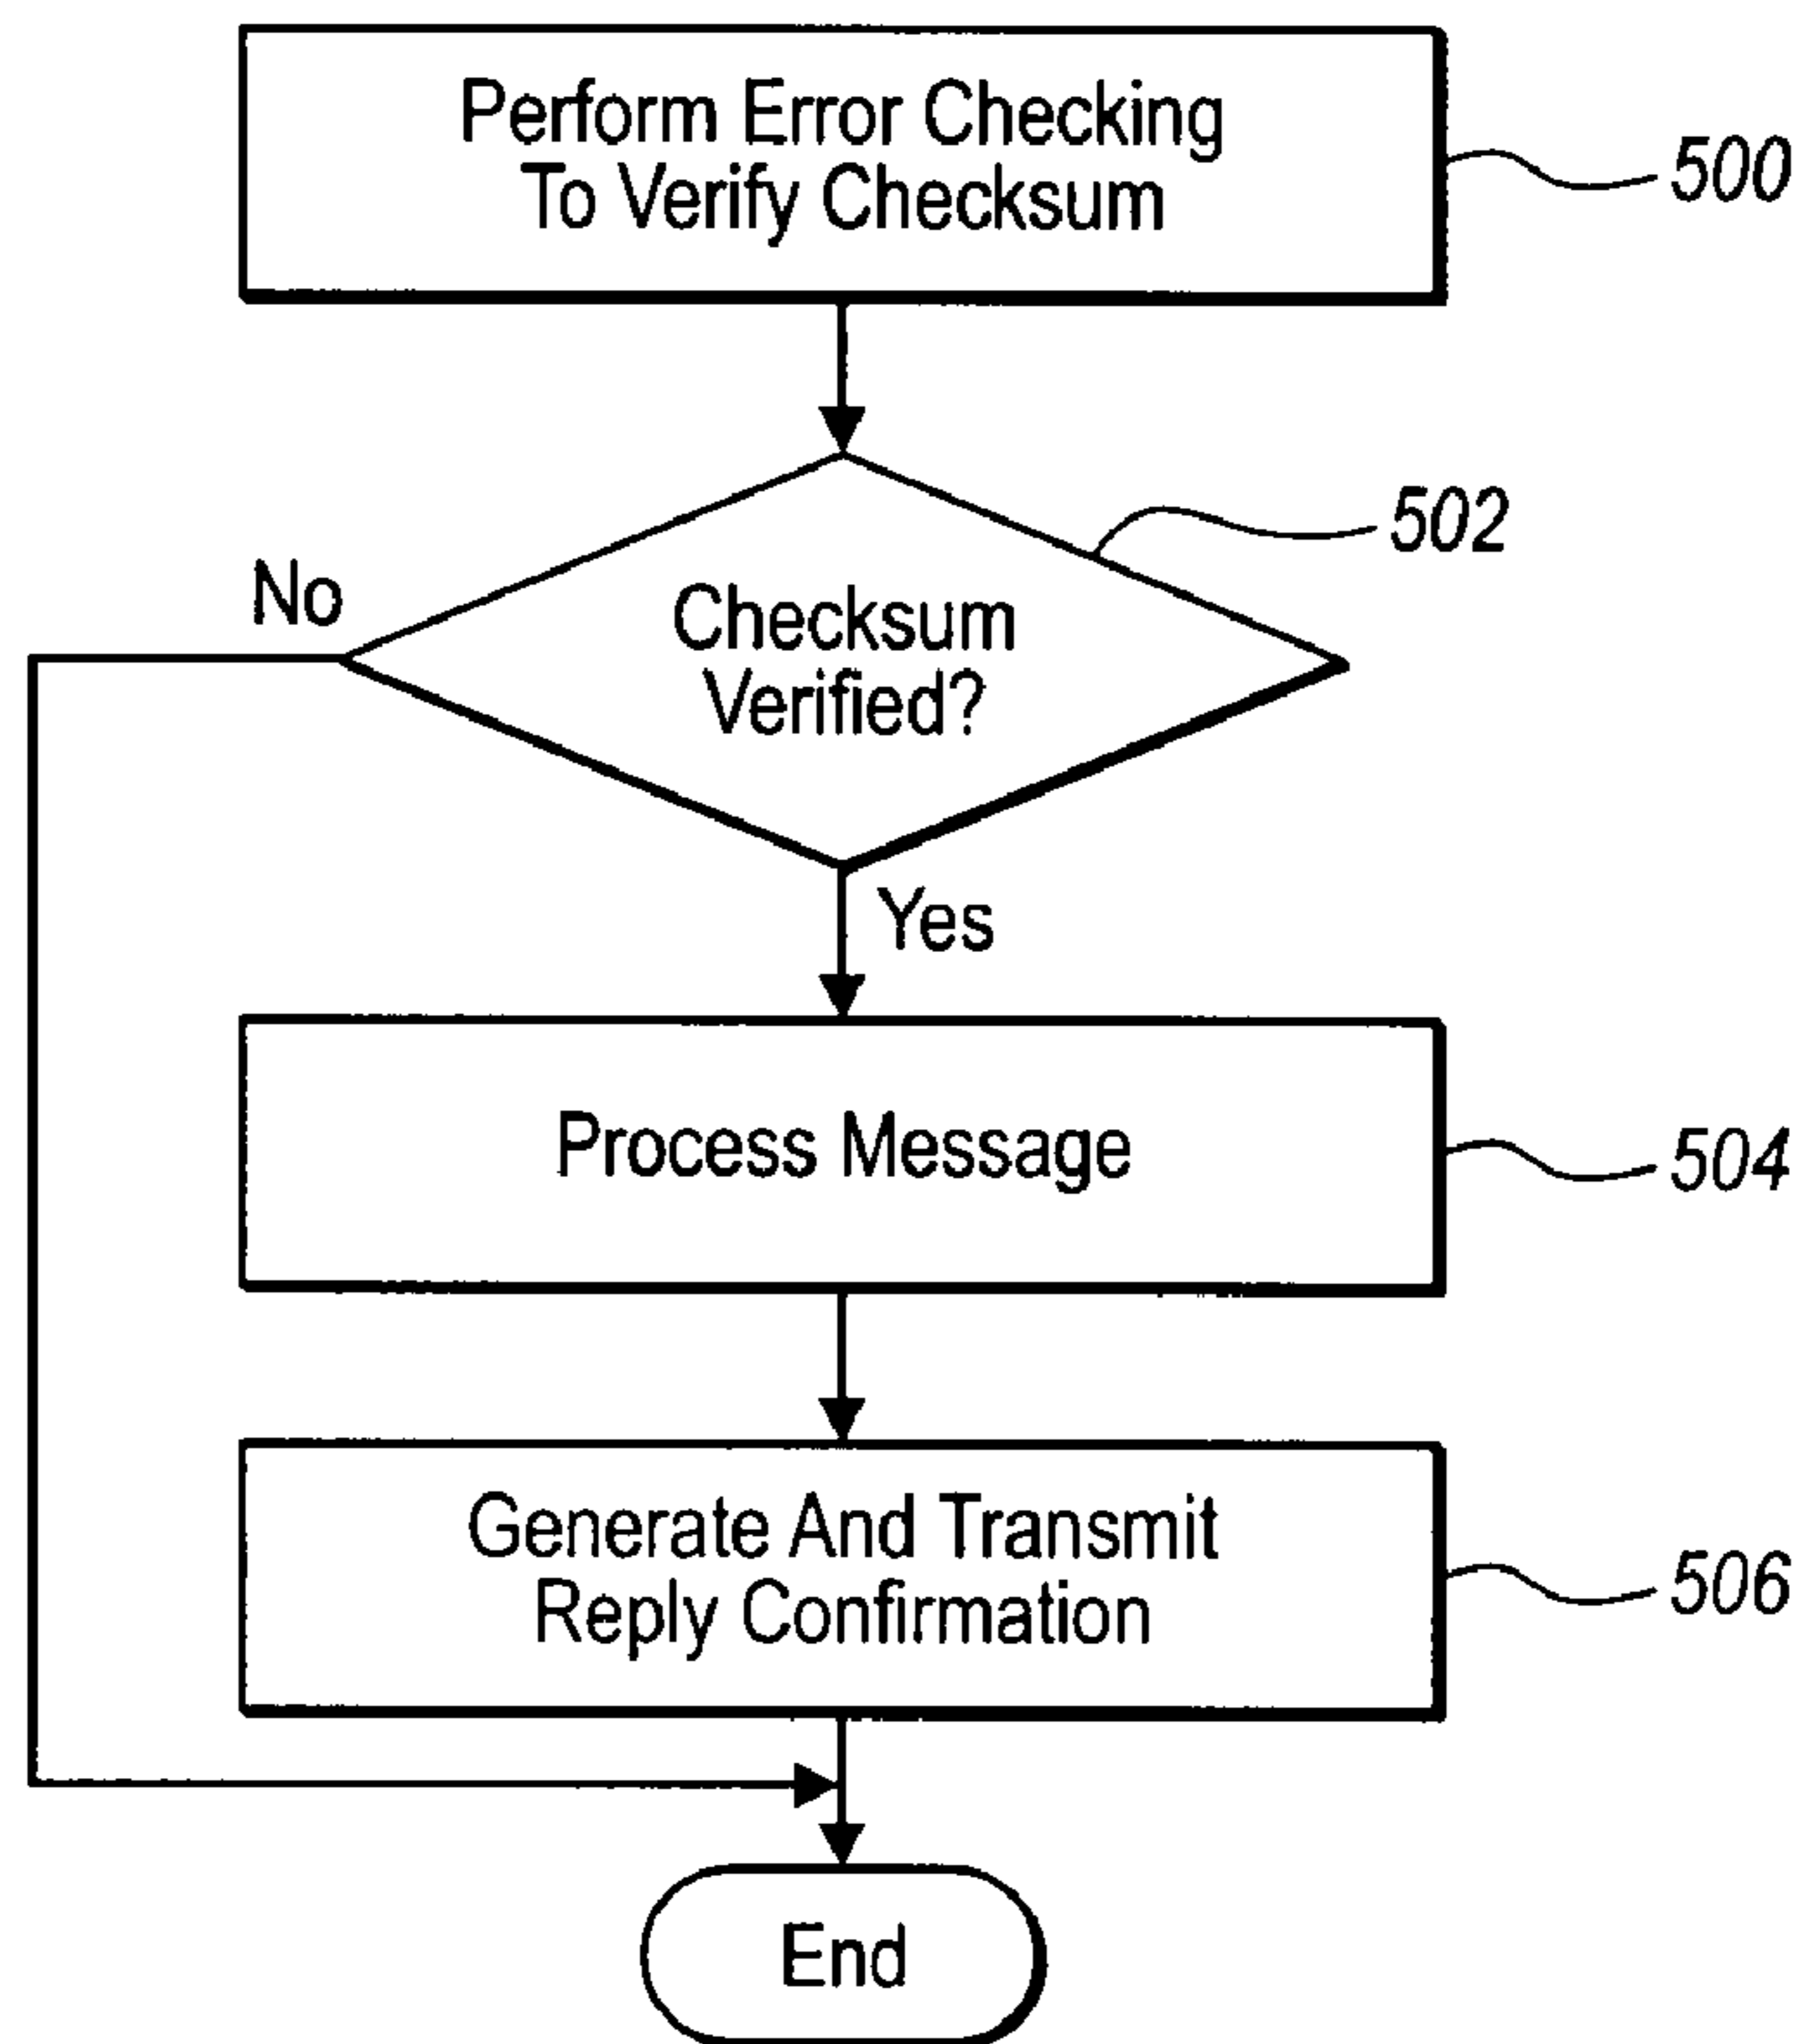 Perform Error Checking
To Verify Checksum
500
502
No
Checksum
Verified?
Yes
Process Message
504
Generate And Transmit
Reply Confirmation
506
End